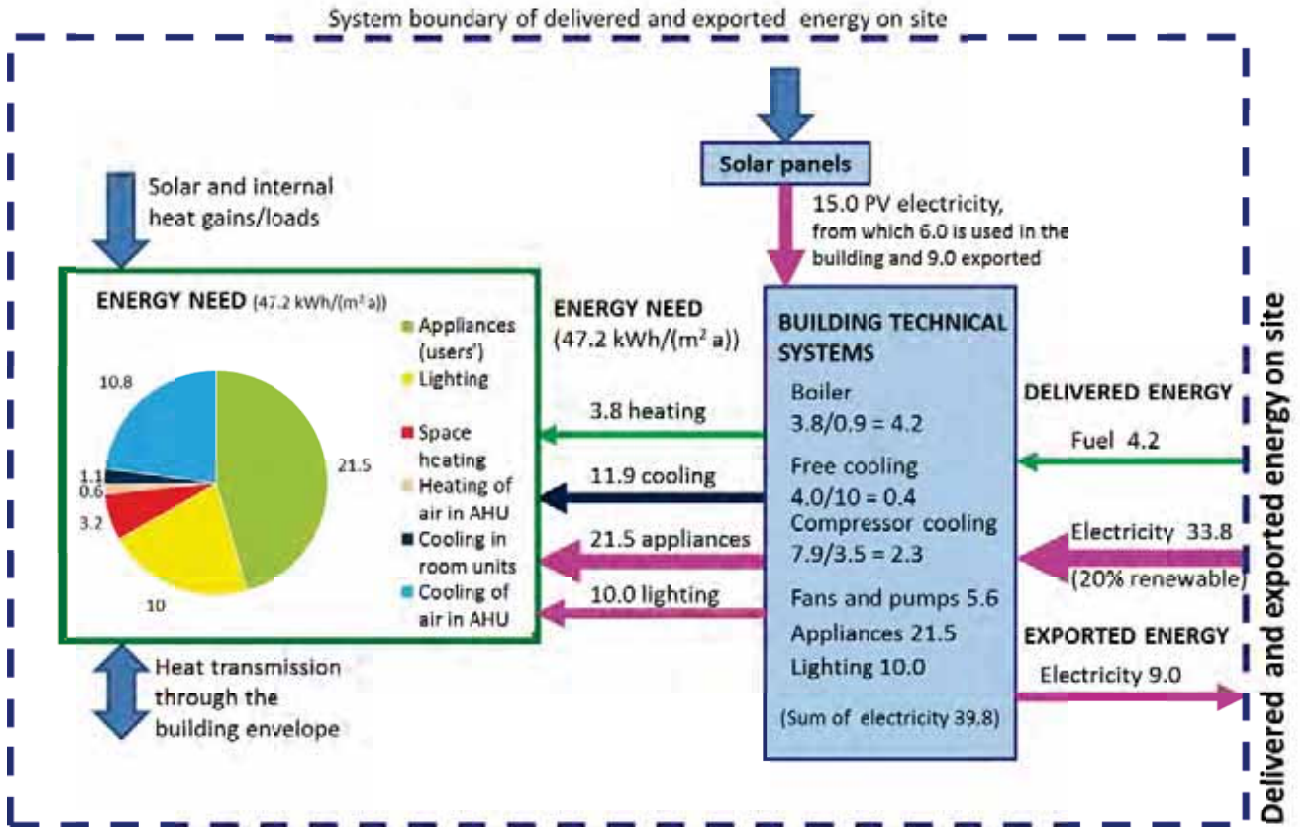 System boundary of delivered and exported energy on site
Solar panels
Solar and internal
heat gains/loads
15.0 PV electricity,
from which 6.0 is used in the
building and 9.0 exported
ENERGY NEED (47.2 kWh/(m² a))
10.8
1.1
0.6
3.2
10
21.5
Appliances
(users')
Lighting
Space
heating
Heating of
air in AHU
Cooling in
room units
Cooling of
air in AHU
ENERGY NEED
(47.2 kWh/(m² a))
3.8 heating
11.9 cooling
21.5 appliances
10.0 lighting
BUILDING TECHNICAL
SYSTEMS
Boiler
3.8/0.9 = 4.2
Free cooling
4.0/10 = 0.4
Compressor cooling
7.9/3.5 = 2.3
Fans and pumps 5.6
Appliances 21.5
Lighting 10.0
(Sum of electricity 39.8)
DELIVERED ENERGY
Fuel 4.2
Electricity 33.8
(20% renewable)
EXPORTED ENERGY
Electricity 9.0
Heat transmission
through the
building envelope
Delivered and exported energy on site